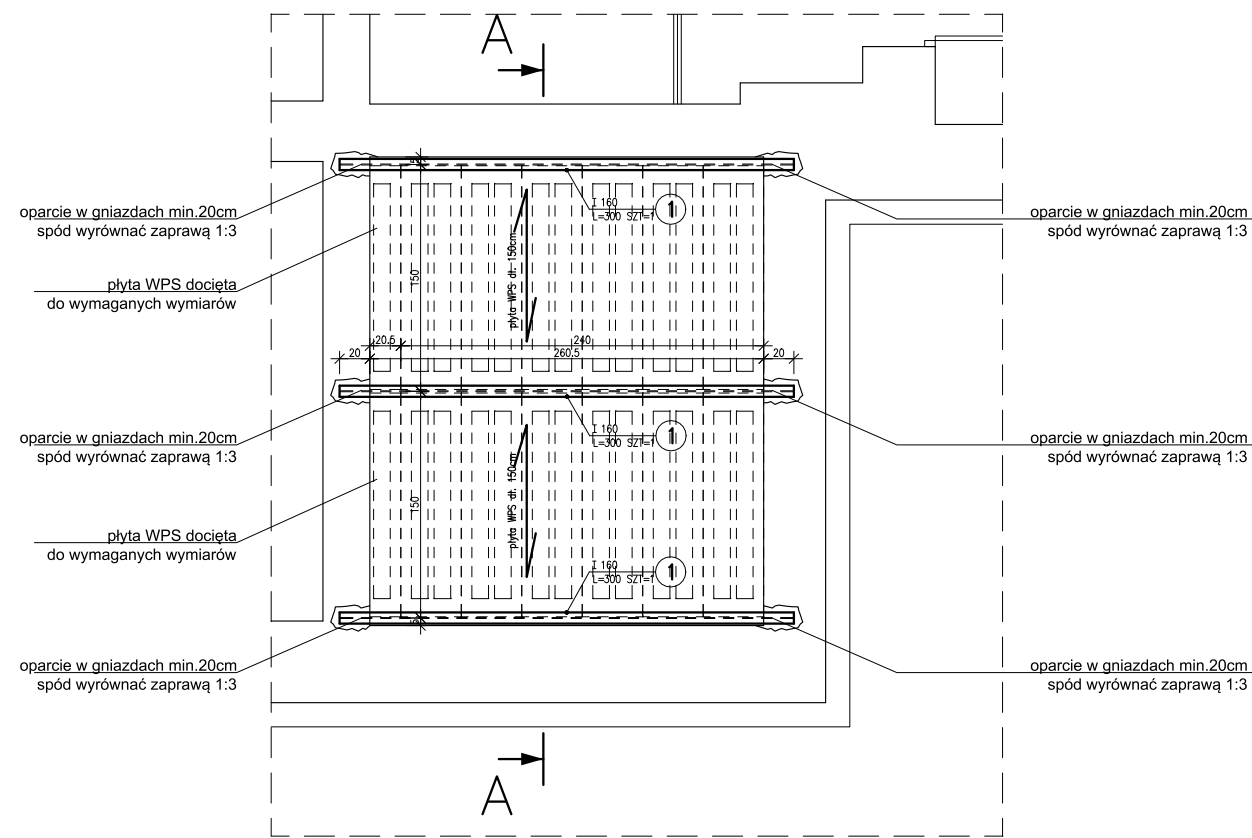 A
5
oparcie w gniazdach min.20cm
spód wyrównać zaprawą 1:3
I 160
L=300 SZT=1
1
oparcie w gniazdach min.20cm
spód wyrównać zaprawą 1:3
płyta WPS docięta
do wymaganych wymiarów
150
płyta WPS dł. 150cm
20.5
240
20
260.5
20
oparcie w gniazdach min.20cm
spód wyrównać zaprawą 1:3
I 160
L=300 SZT=1
1
oparcie w gniazdach min.20cm
spód wyrównać zaprawą 1:3
płyta WPS docięta
do wymaganych wymiarów
150
płyta WPS dł. 150cm
I 160
L=300 SZT=1
1
5
oparcie w gniazdach min.20cm
spód wyrównać zaprawą 1:3
oparcie w gniazdach min.20cm
spód wyrównać zaprawą 1:3
A